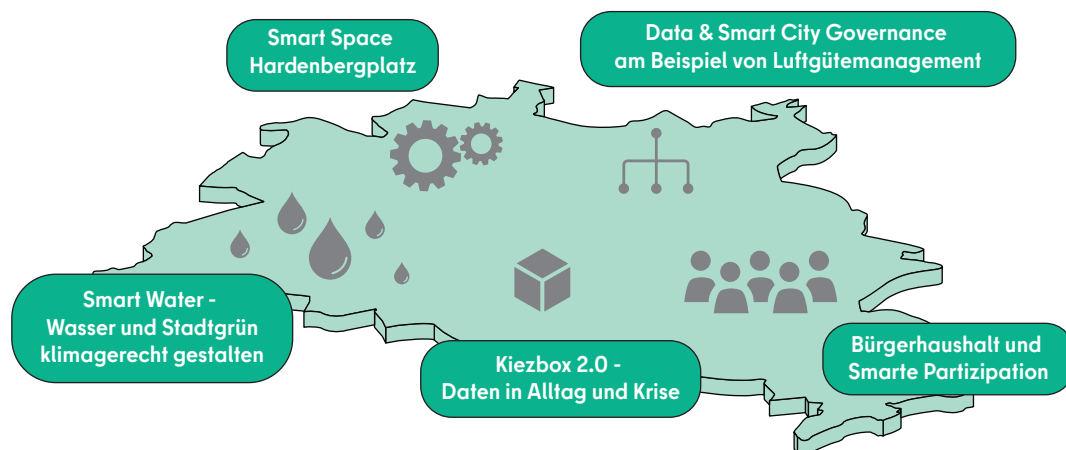 Smart Space
Hardenbergplatz
Data & Smart City Governance
am Beispiel von Luftgütemanagement
Smart Water -
Wasser und Stadtgrün
klimagerecht gestalten
Kiezbox 2.0 -
Daten in Alltag und Krise
Bürgerhaushalt und
Smarte Partizipation